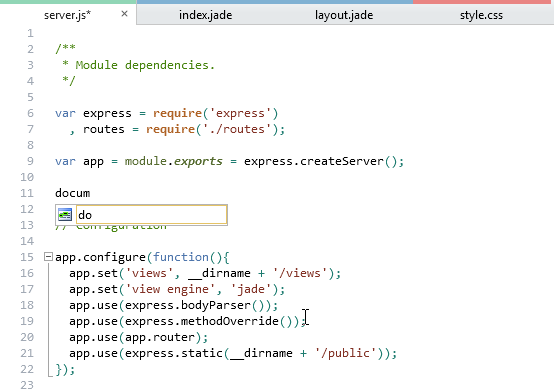 server.js* × index.jade layout.jade style.css
1
2 /**
3 * Module dependencies.
4 */
5
6 var express = require('express')
7 , routes = require('./routes');
8
9 var app = module.exports = express.createServer();
10
11 docum
12 do
13 // Configuration
14
15 app.configure(function(){
16 app.set('views', __dirname + '/views');
17 app.set('view engine', 'jade');
18 app.use(express.bodyParser());
19 app.use(express.methodOverride());
20 app.use(app.router);
21 app.use(express.static(__dirname + '/public'));
22 });
23